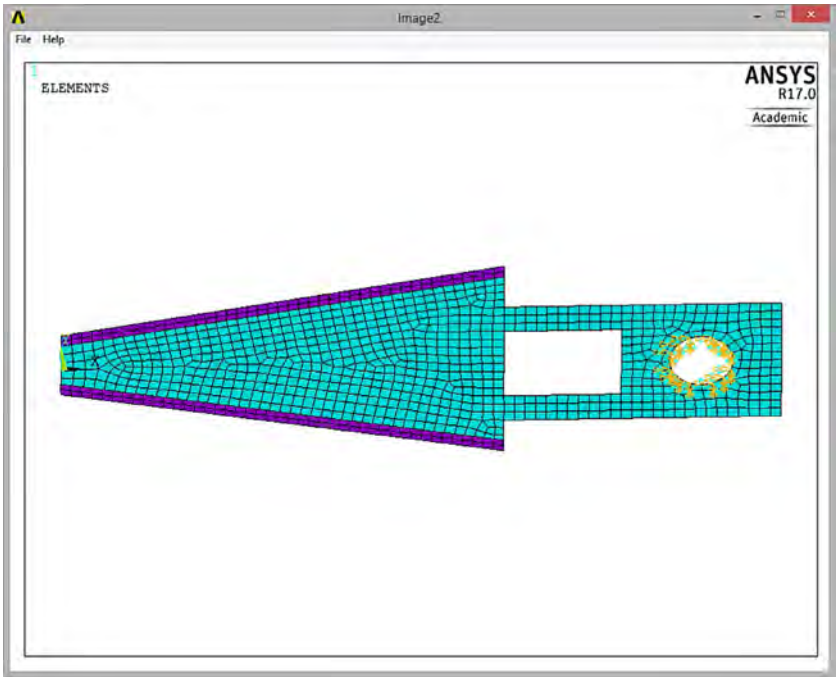 Image2
File Help
1
ELEMENTS
ANSYS
R17.0
Academic
X